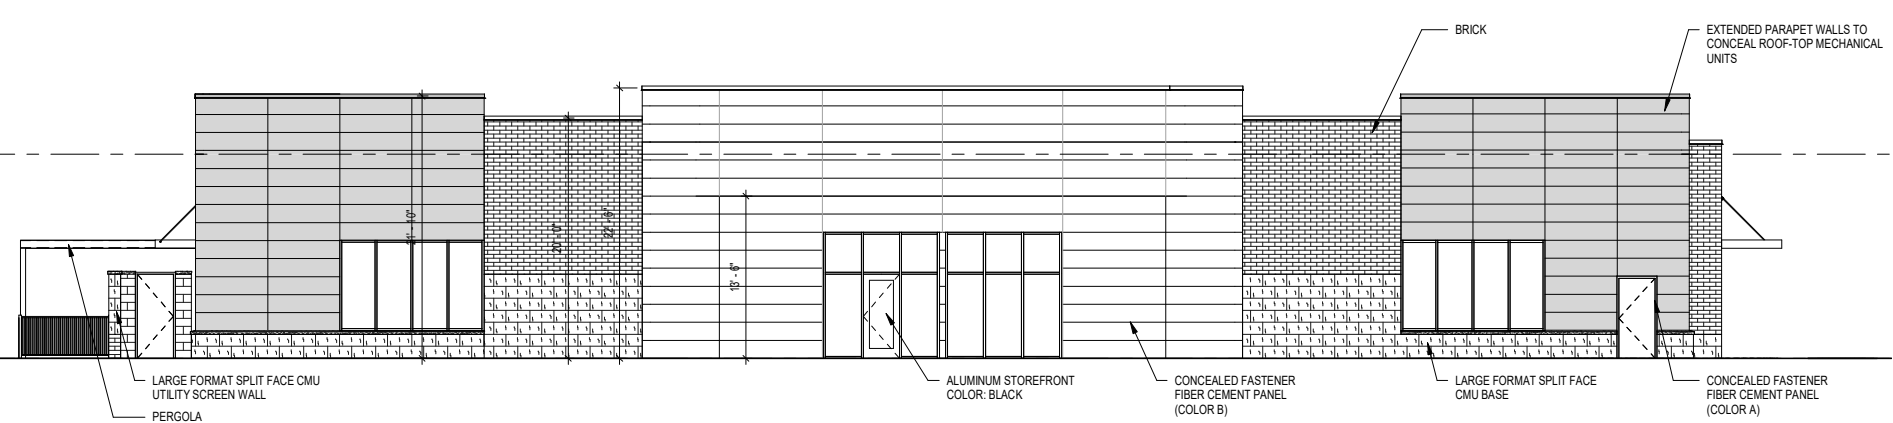 BRICK
EXTENDED PARAPET WALLS TO
CONCEAL ROOF-TOP MECHANICAL
UNITS
21' - 10"
20' - 0"
22' - 6"
13' - 6"
LARGE FORMAT SPLIT FACE CMU
UTILITY SCREEN WALL
PERGOLA
ALUMINUM STOREFRONT
COLOR: BLACK
CONCEALED FASTENER
FIBER CEMENT PANEL
(COLOR B)
LARGE FORMAT SPLIT FACE
CMU BASE
CONCEALED FASTENER
FIBER CEMENT PANEL
(COLOR A)